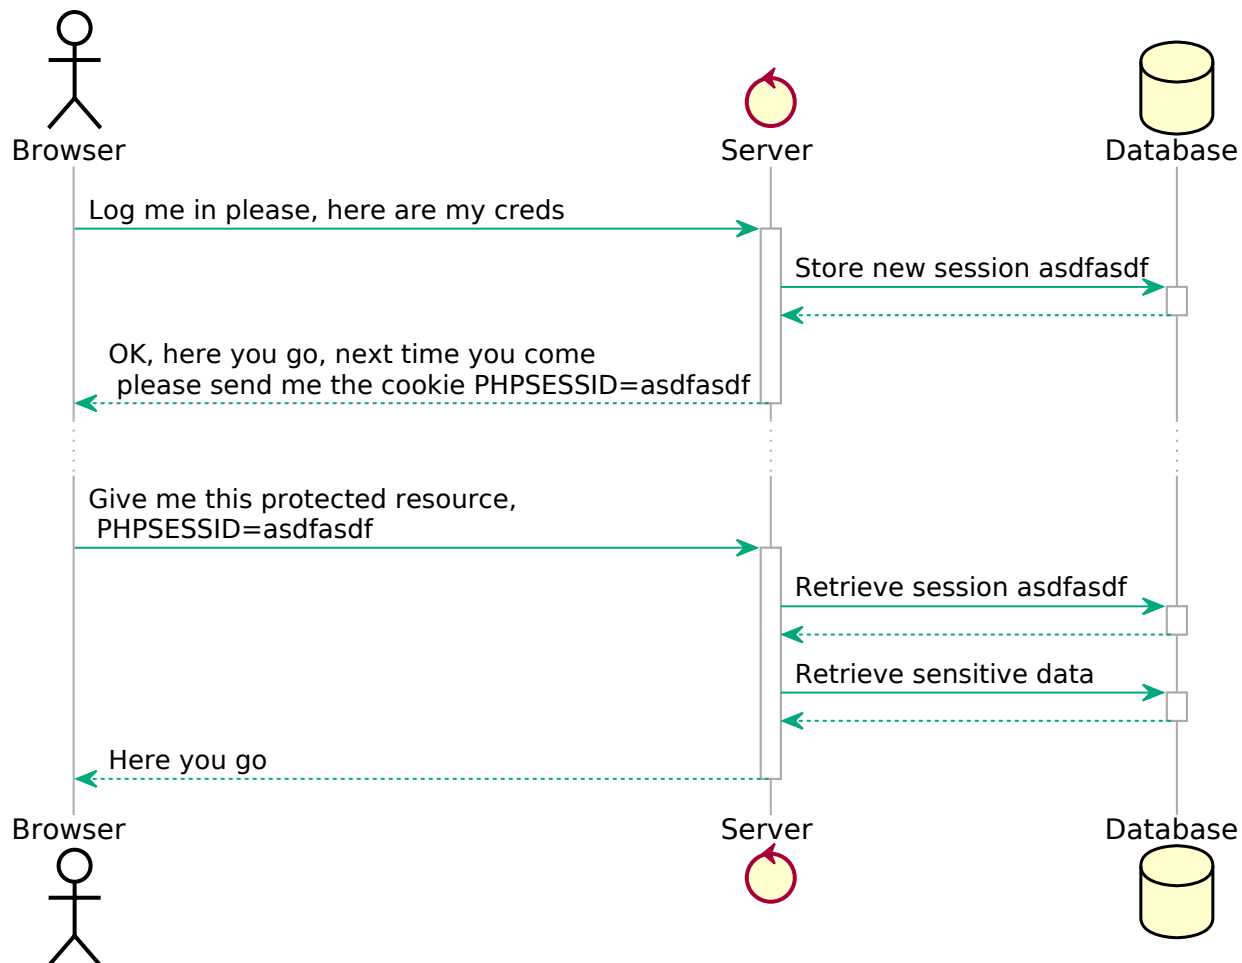 Browser
Server
Database
Log me in please, here are my creds
Store new session asdfasdf
OK, here you go, next time you come
please send me the cookie PHPSESSID=asdfasdf
Give me this protected resource,
PHPSESSID=asdfasdf
Retrieve session asdfasdf
Retrieve sensitive data
Here you go
Browser
Server
Database